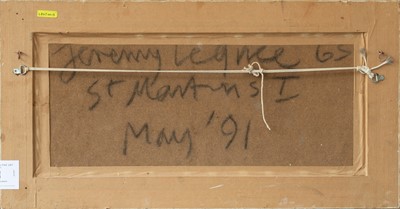 Jeremy Le Grice 65
St Martins I
May '91